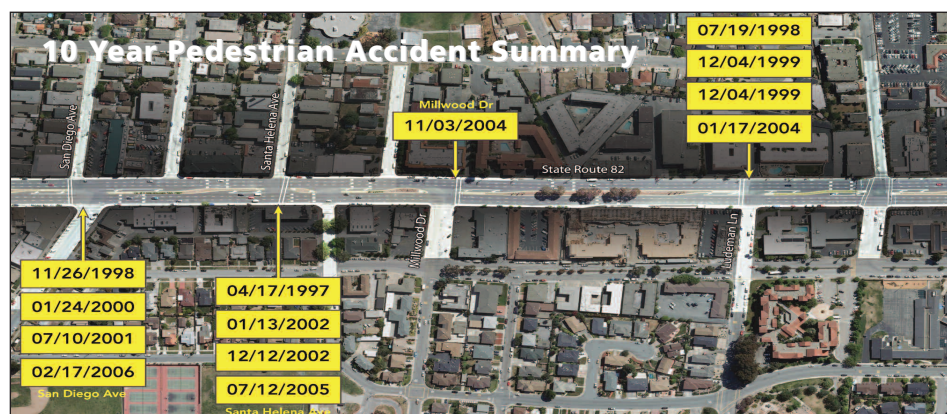 10 Year Pedestrian Accident Summary
07/19/1998
12/04/1999
12/04/1999
01/17/2004
Millwood Dr
11/03/2004
San Diego Ave
Santa Helena Ave
State Route 82
Millwood Dr
Ludeman Ln
11/26/1998
01/24/2000
07/10/2001
02/17/2006
San Diego Ave
04/17/1997
01/13/2002
12/12/2002
07/12/2005
Santa Helena Ave